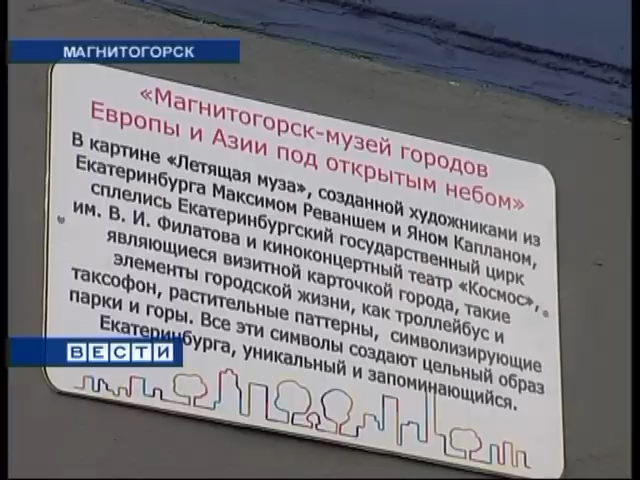 МАГНИТОГОРСК
«Магнитогорск-музей городов
Европы и Азии под открытым небом»
В картине «Летящая муза», созданной художниками из
Екатеринбурга Максимом Реваншем и Яном Капланом,
сплелись Екатеринбургский государственный цирк
им. В. И. Филатова и киноконцертный театр «Космос»,
являющиеся визитной карточкой города, такие
элементы городской жизни, как троллейбус и
таксофон, растительные паттерны, символизирующие
парки и горы. Все эти символы создают цельный образ
Екатеринбурга, уникальный и запоминающийся.
ВЕСТИ